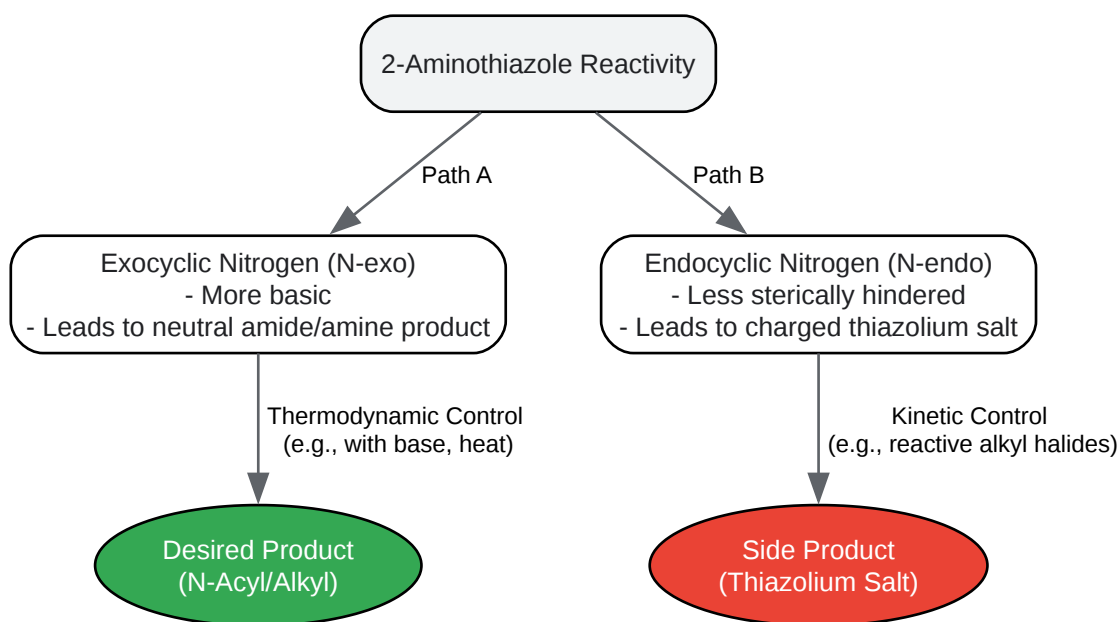 2-Aminothiazole Reactivity
Path A
Path B
Exocyclic Nitrogen (N-exo)
- More basic
- Leads to neutral amide/amine product
Endocyclic Nitrogen (N-endo)
- Less sterically hindered
- Leads to charged thiazolium salt
Thermodynamic Control
(e.g., with base, heat)
Kinetic Control
(e.g., reactive alkyl halides)
Desired Product
(N-Acyl/Alkyl)
Side Product
(Thiazolium Salt)